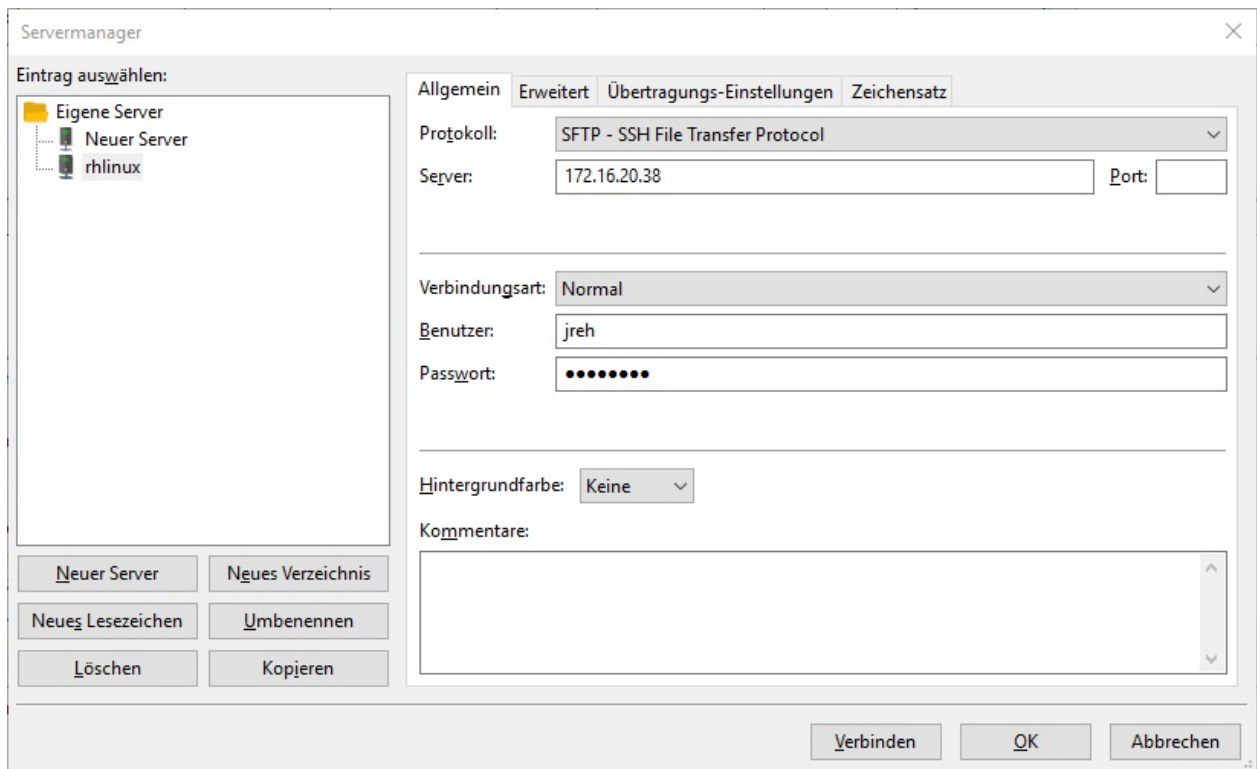 Servermanager
Eintrag auswählen:
Eigene Server
Neuer Server
rhlinux
Neuer Server
Neues Verzeichnis
Neues Lesezeichen
Umbenennen
Löschen
Kopieren
Allgemein Erweitert Übertragungs-Einstellungen Zeichensatz
Protokoll: SFTP - SSH File Transfer Protocol
Server: 172.16.20.38 Port:
Verbindungsart: Normal
Benutzer: jreh
Passwort: ●●●●●●●●
Hintergrundfarbe: Keine
Kommentare:
Verbinden OK Abbrechen